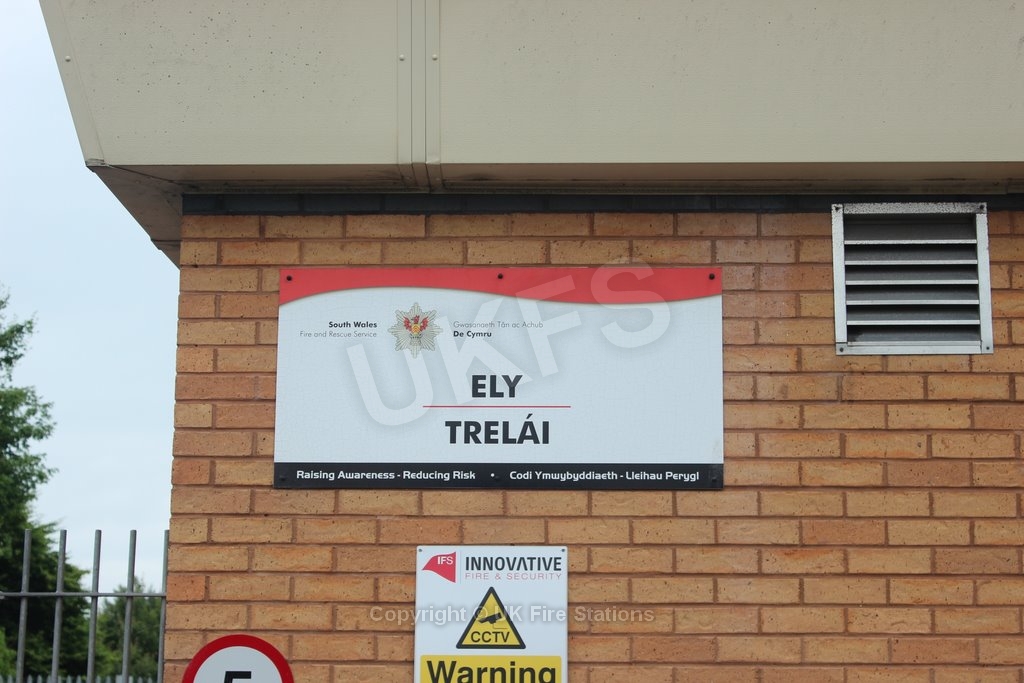 South Wales
Fire and Rescue Service
Gwasanaeth Tân ac Achub
De Cymru
UKFS
ELY
TRELÁI
Raising Awareness - Reducing Risk • Codi Ymwybyddiaeth - Lleihau Perygl
IFS INNOVATIVE
FIRE & SECURITY
Copyright © UK Fire Stations
CCTV
Warning
5